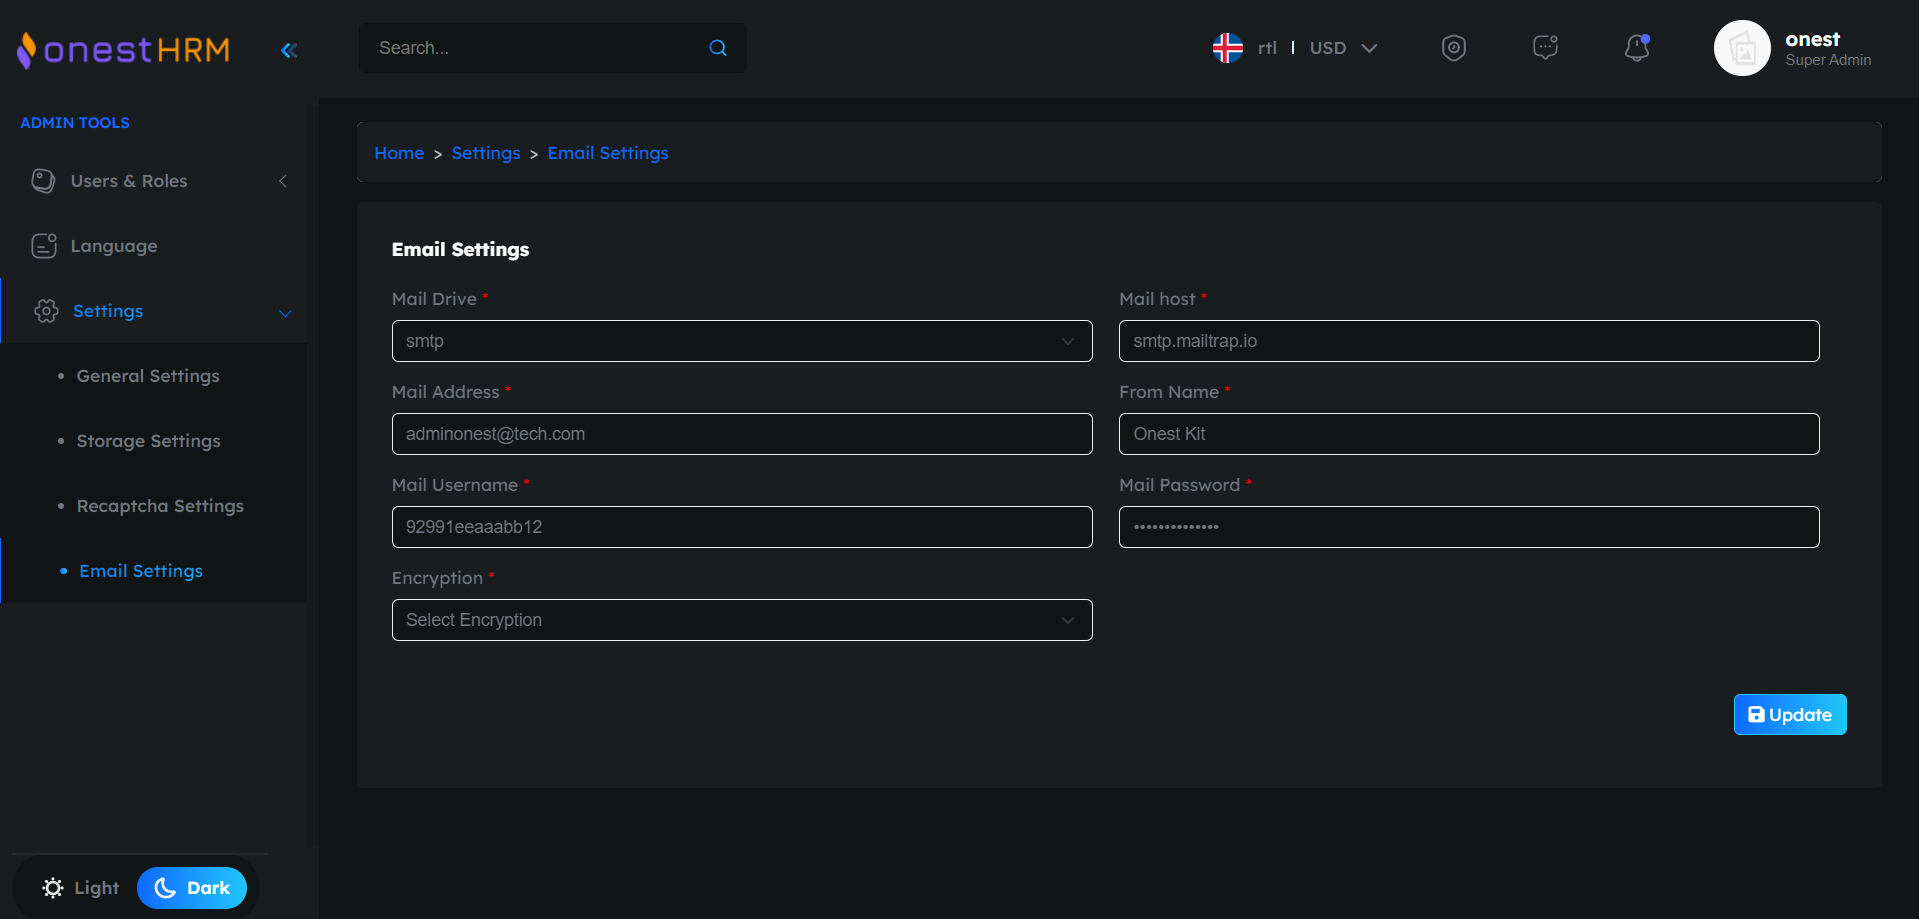 onestHRM
Search...
rtl | USD
onest
Super Admin
ADMIN TOOLS
Users & Roles
Language
Settings
• General Settings
• Storage Settings
• Recaptcha Settings
• Email Settings
Light
Dark
Home > Settings > Email Settings
Email Settings
Mail Drive *
smtp
Mail host *
smtp.mailtrap.io
Mail Address *
adminonest@tech.com
From Name *
Onest Kit
Mail Username *
92991eeaaabb12
Mail Password *
••••••••••••••
Encryption *
Select Encryption
Update